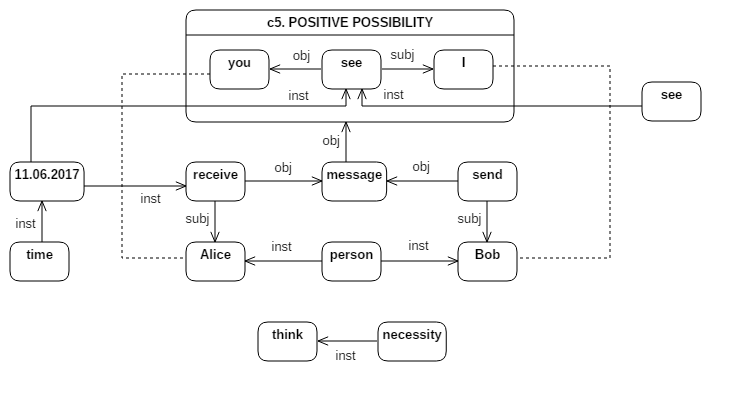 c5. POSITIVE POSSIBILITY
you
obj
see
subj
I
inst
inst
see
obj
11.06.2017
inst
receive
obj
message
obj
send
inst
subj
subj
time
Alice
inst
person
inst
Bob
think
inst
necessity